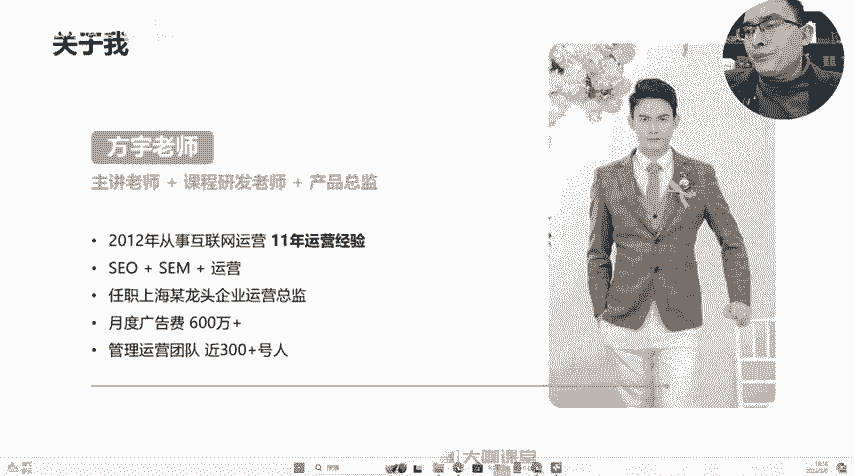 关于我
方宇老师
主讲老师 + 课程研发老师 + 产品总监
• 2012年从事互联网运营 11年运营经验
• SEO + SEM + 运营
• 任职上海某龙头企业运营总监
• 月度广告费 600万+
• 管理运营团队 近300+号人
大咖课堂